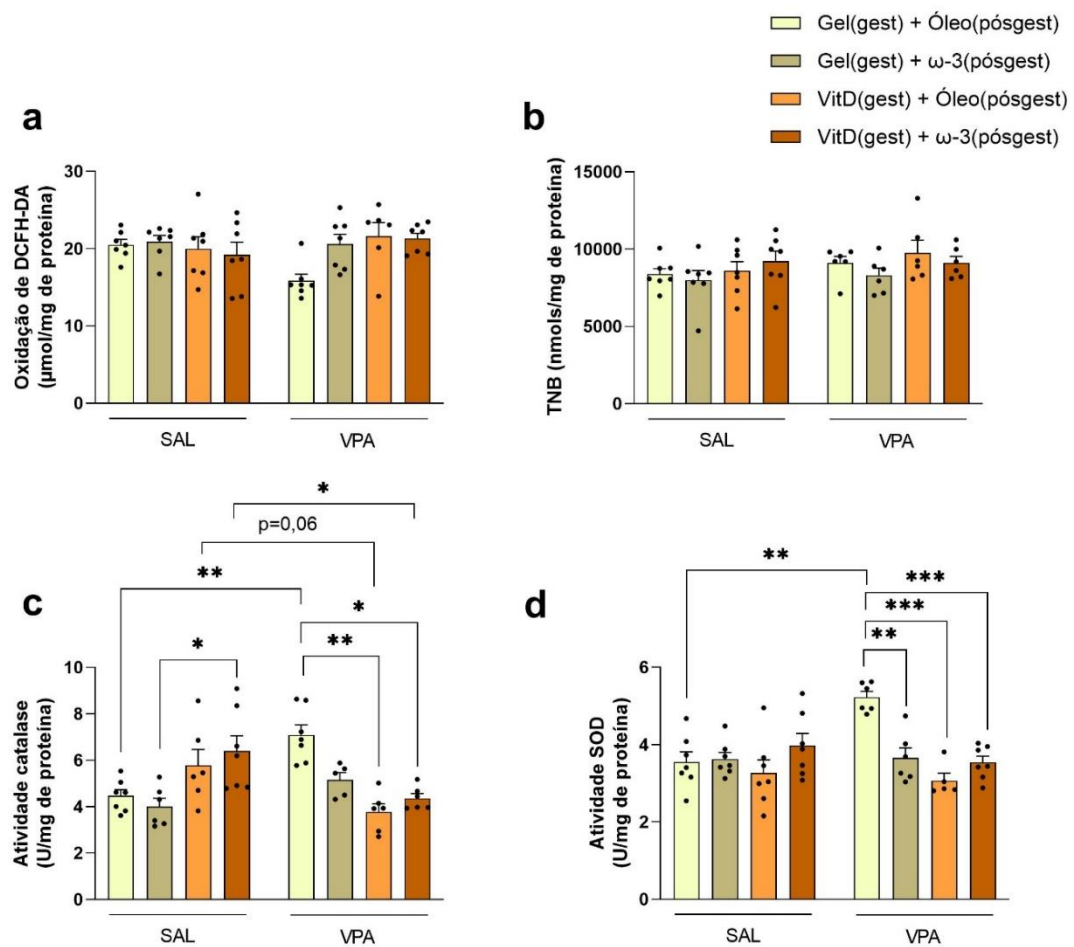 Gel(gest) + Óleo(pósgest)
Gel(gest) + ω-3(pósgest)
VitD(gest) + Óleo(pósgest)
VitD(gest) + ω-3(pósgest)
a
Oxidação de DCFH-DA
(µmol/mg de proteína)
30
20
10
0
SAL
VPA
b
TNB (nmols/mg de proteína)
15000
10000
5000
0
SAL
VPA
c
*
p=0,06
**
*
*
**
Atividade catalase
(U/mg de proteína)
10
8
6
4
2
0
SAL
VPA
d
**
***
***
**
Atividade SOD
(U/mg de proteína)
6
4
2
0
SAL
VPA